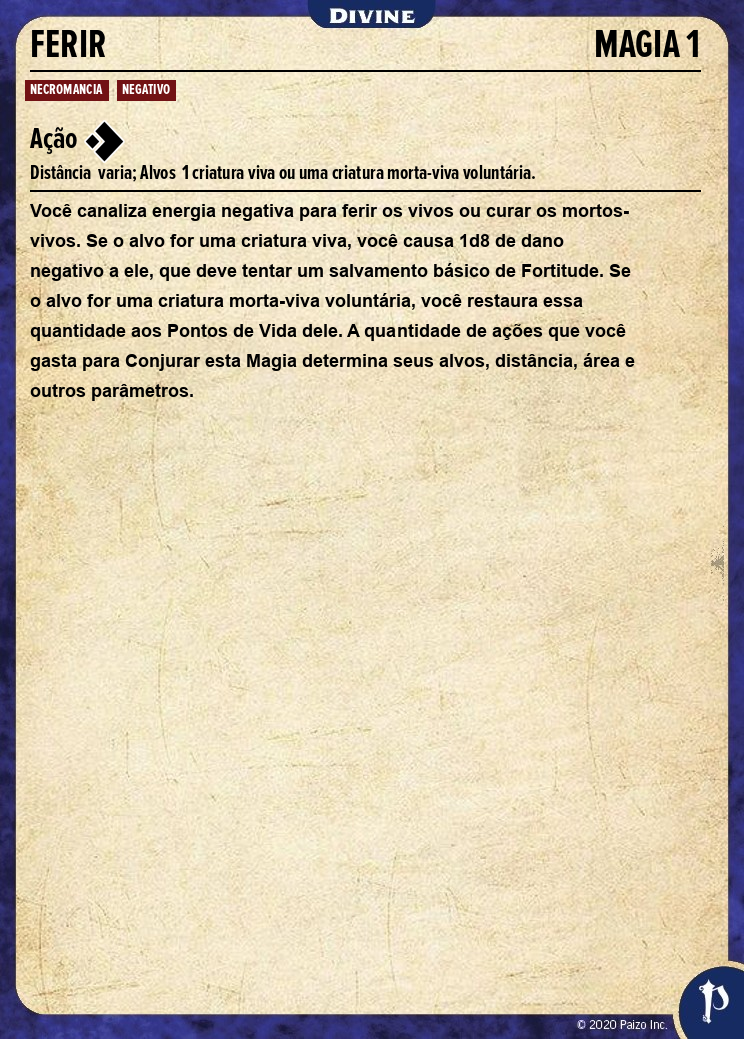 DIVINE
FERIR MAGIA 1
NECROMANCIA NEGATIVO
Ação
Distância varia; Alvos 1 criatura viva ou uma criatura morta-viva voluntária.
Você canaliza energia negativa para ferir os vivos ou curar os mortos-
vivos. Se o alvo for uma criatura viva, você causa 1d8 de dano
negativo a ele, que deve tentar um salvamento básico de Fortitude. Se
o alvo for uma criatura morta-viva voluntária, você restaura essa
quantidade aos Pontos de Vida dele. A quantidade de ações que você
gasta para Conjurar esta Magia determina seus alvos, distância, área e
outros parâmetros.
© 2020 Paizo Inc.